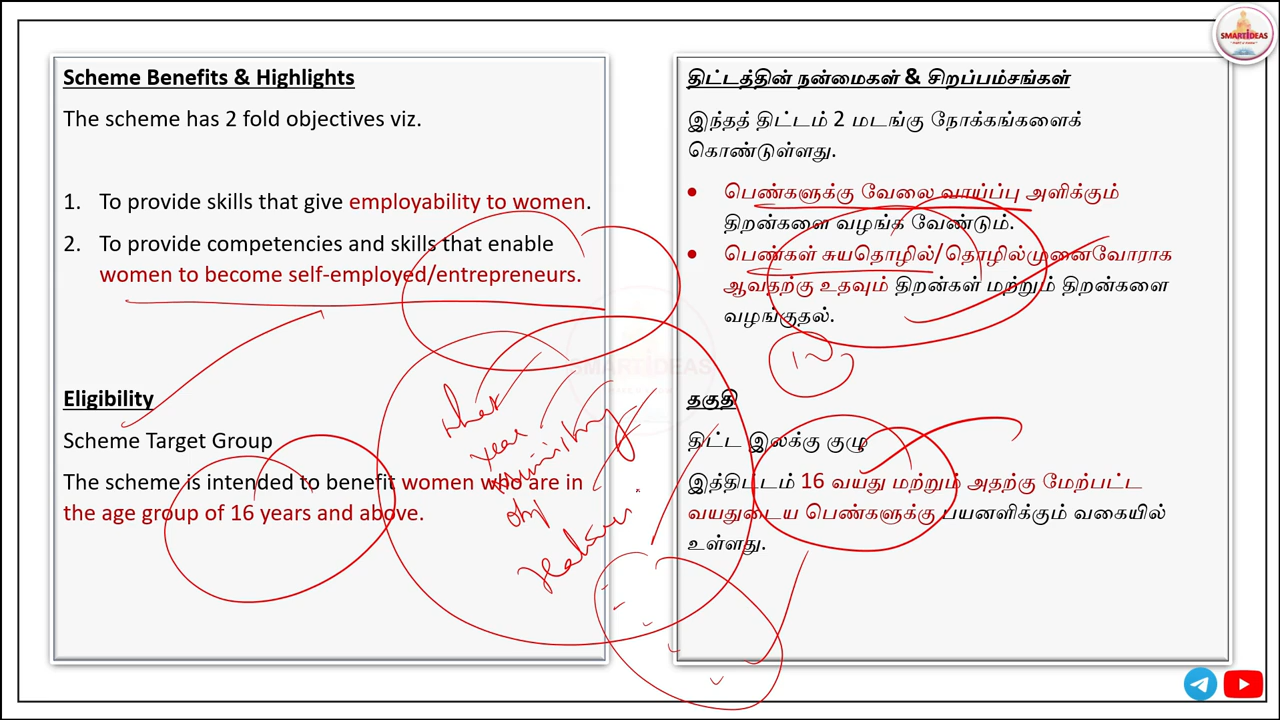 SMARTIDEAS
Scheme Benefits & Highlights
The scheme has 2 fold objectives viz.
1. To provide skills that give employability to women.
2. To provide competencies and skills that enable
women to become self-employed/entrepreneurs.
Eligibility
Scheme Target Group
The scheme is intended to benefit women who are in
the age group of 16 years and above.
திட்டத்தின் நன்மைகள் & சிறப்பம்சங்கள்
இந்தத் திட்டம் 2 மடங்கு நோக்கங்களைக்
கொண்டுள்ளது.
• பெண்களுக்கு வேலை வாய்ப்பு அளிக்கும்
திறன்களை வழங்க வேண்டும்.
• பெண்கள் சுயதொழில்/தொழில்முனைவோராக
ஆவதற்கு உதவும் திறன்கள் மற்றும் திறன்களை
வழங்குதல்.
தகுதி
திட்ட இலக்கு குழு
இத்திட்டம் 16 வயது மற்றும் அதற்கு மேற்பட்ட
வயதுடைய பெண்களுக்கு பயனளிக்கும் வகையில்
உள்ளது.
SMARTIDEAS
year
Ministry
obj